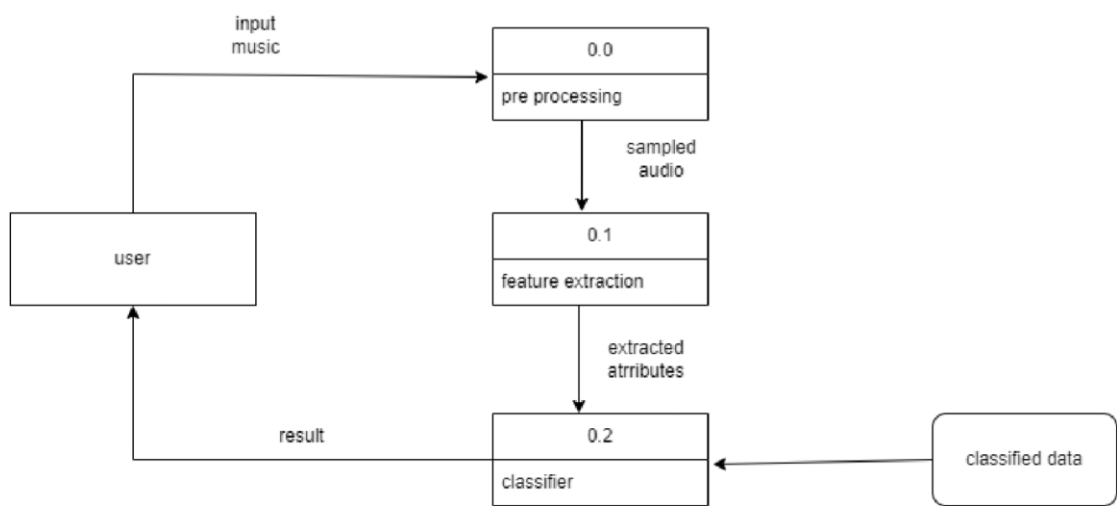 input
music
0.0
pre processing
sampled
audio
user
0.1
feature extraction
extracted
atrributes
result
0.2
classifier
classified data